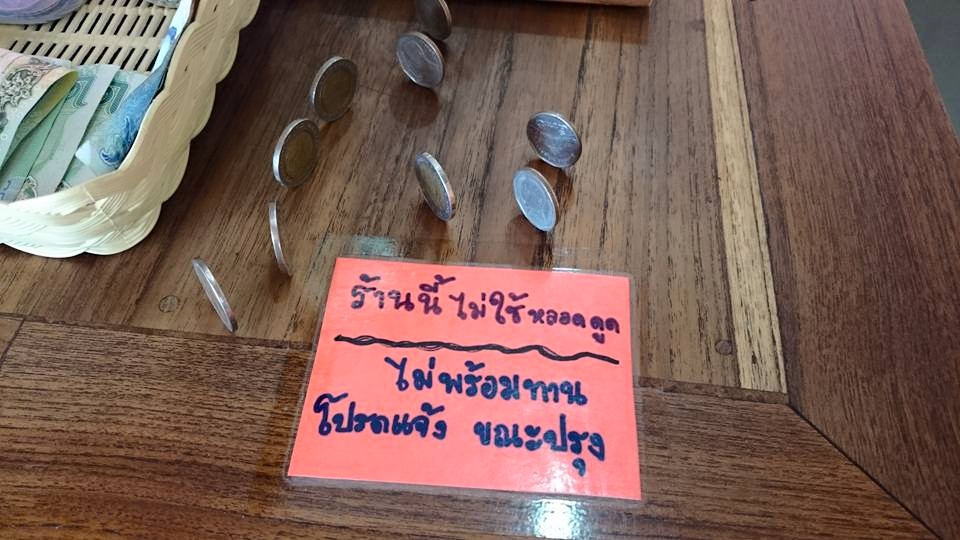 ร้านนี้ ไม่ใช้หลอดดูด
ไม่พร้อมทาน
โปรดแจ้ง ขณะปรุง